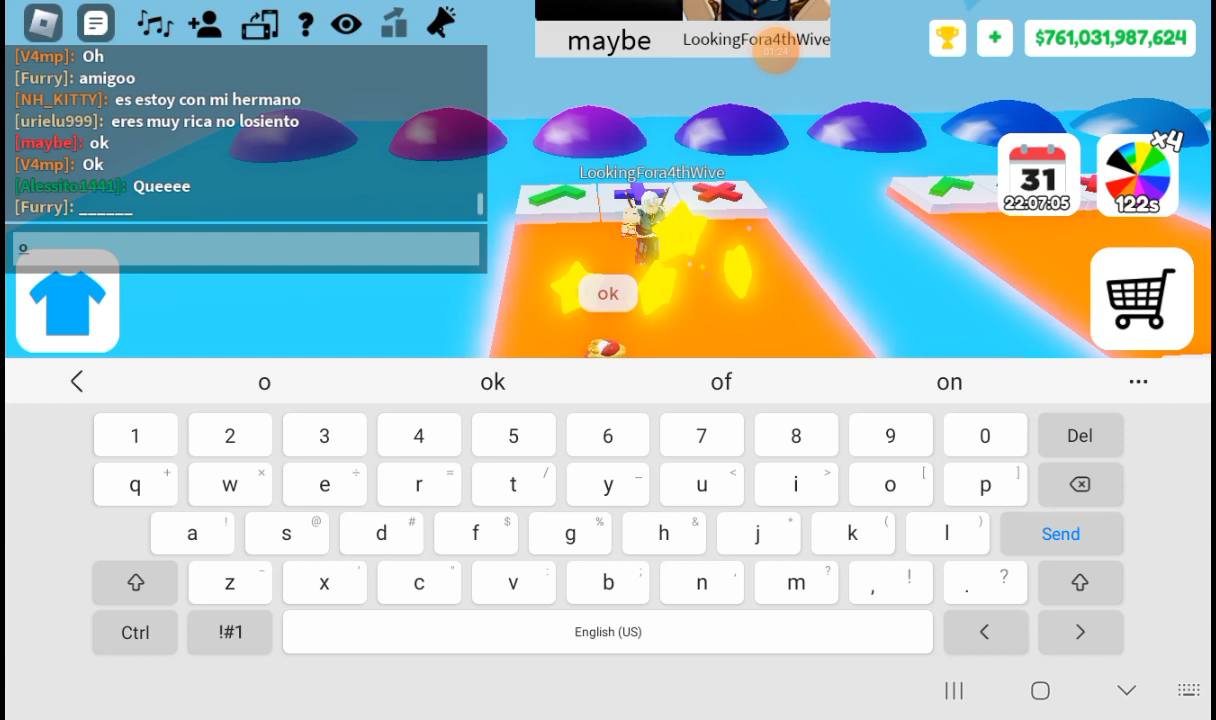 maybe
LookingFora4thWive
01:24
+
$761,031,987,624
[V4mp]: Oh
[Furry]: amigoo
[NH_KITTY]: es estoy con mi hermano
[urielu999]: eres muy rica no losiento
[maybe]: ok
[V4mp]: Ok
[Alessito1441]: Queeee
[Furry]: ______
o
LookingFora4thWive
ok
31
22:07:05
x4
122s
o ok of on ...
1 2 3 4 5 6 7 8 9 0 Del
q + w × e ÷ r = t / y _ u < i > o [ p ]
a ! s @ d # f $ g % h & j * k ( l ) Send
z - x ' c " v : b ; n , m ? , ! . ?
Ctrl !#1 English (US) < >